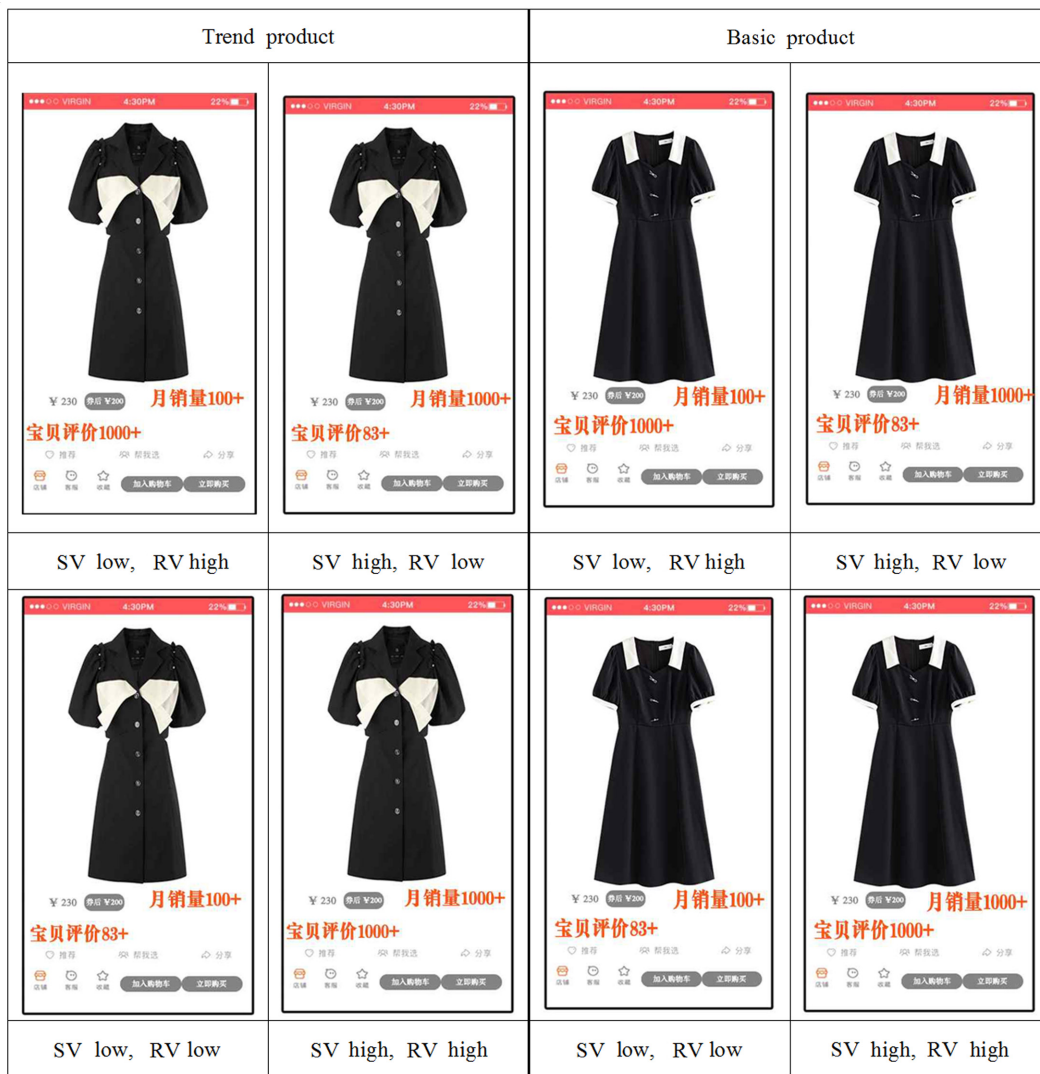 Trend product
Basic product
VIRGIN 4:30PM 22%
¥ 230 券后 ¥200 月销量100+
宝贝评价1000+
推荐 帮我选 分享
店铺 客服 收藏 加入购物车 立即购买
SV low, RV high
VIRGIN 4:30PM 22%
¥ 230 券后 ¥200 月销量1000+
宝贝评价83+
推荐 帮我选 分享
店铺 客服 收藏 加入购物车 立即购买
SV high, RV low
VIRGIN 4:30PM 22%
¥ 230 券后 ¥200 月销量100+
宝贝评价1000+
推荐 帮我选 分享
店铺 客服 收藏 加入购物车 立即购买
SV low, RV high
VIRGIN 4:30PM 22%
¥ 230 券后 ¥200 月销量1000+
宝贝评价83+
推荐 帮我选 分享
店铺 客服 收藏 加入购物车 立即购买
SV high, RV low
VIRGIN 4:30PM 22%
¥ 230 券后 ¥200 月销量100+
宝贝评价83+
推荐 帮我选 分享
店铺 客服 收藏 加入购物车 立即购买
SV low, RV low
VIRGIN 4:30PM 22%
¥ 230 券后 ¥200 月销量1000+
宝贝评价1000+
推荐 帮我选 分享
店铺 客服 收藏 加入购物车 立即购买
SV high, RV high
VIRGIN 4:30PM 22%
¥ 230 券后 ¥200 月销量100+
宝贝评价83+
推荐 帮我选 分享
店铺 客服 收藏 加入购物车 立即购买
SV low, RV low
VIRGIN 4:30PM 22%
¥ 230 券后 ¥200 月销量1000+
宝贝评价1000+
推荐 帮我选 分享
店铺 客服 收藏 加入购物车 立即购买
SV high, RV high